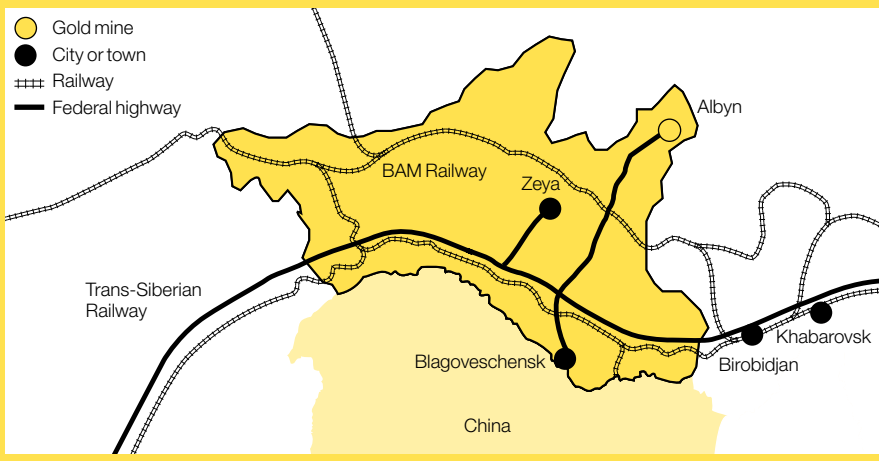 Gold mine
City or town
Railway
Federal highway
Albyn
BAM Railway
Zeya
Trans-Siberian
Railway
Khabarovsk
Blagoveschensk
Birobidjan
China